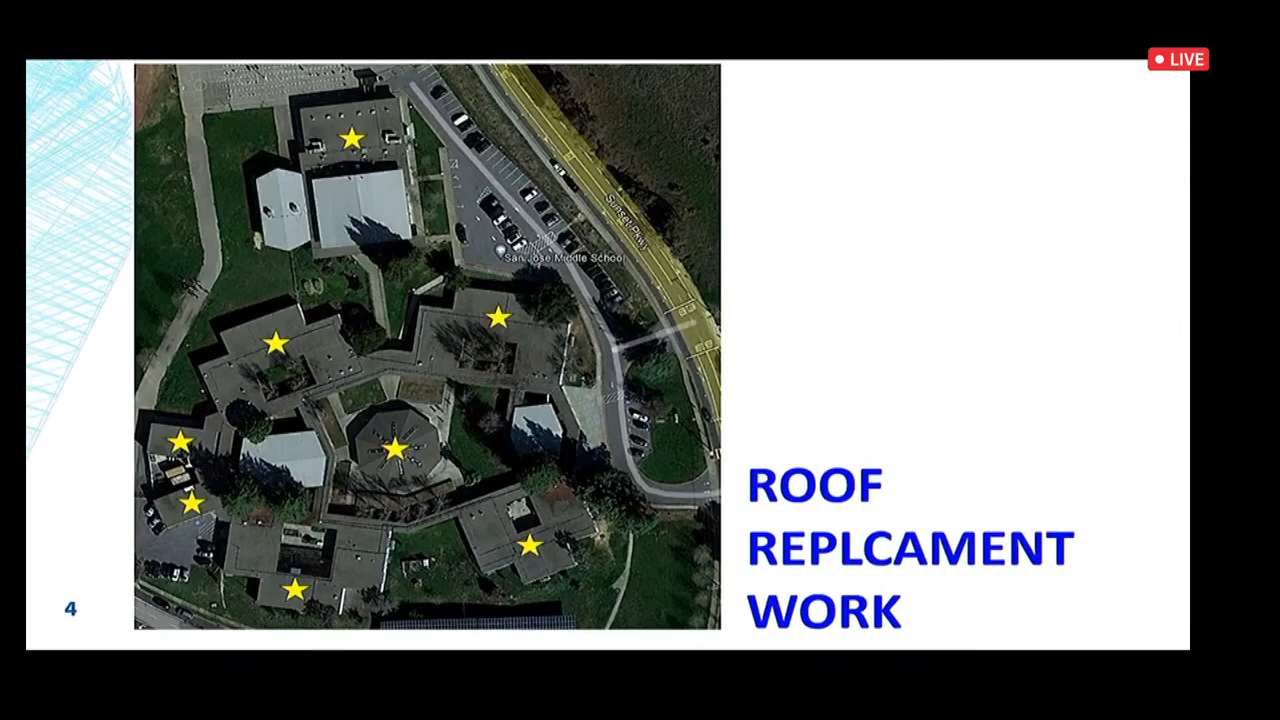 LIVE
Sunset Pkwy
San Jose Middle School
ROOF
REPLCAMENT
WORK
4